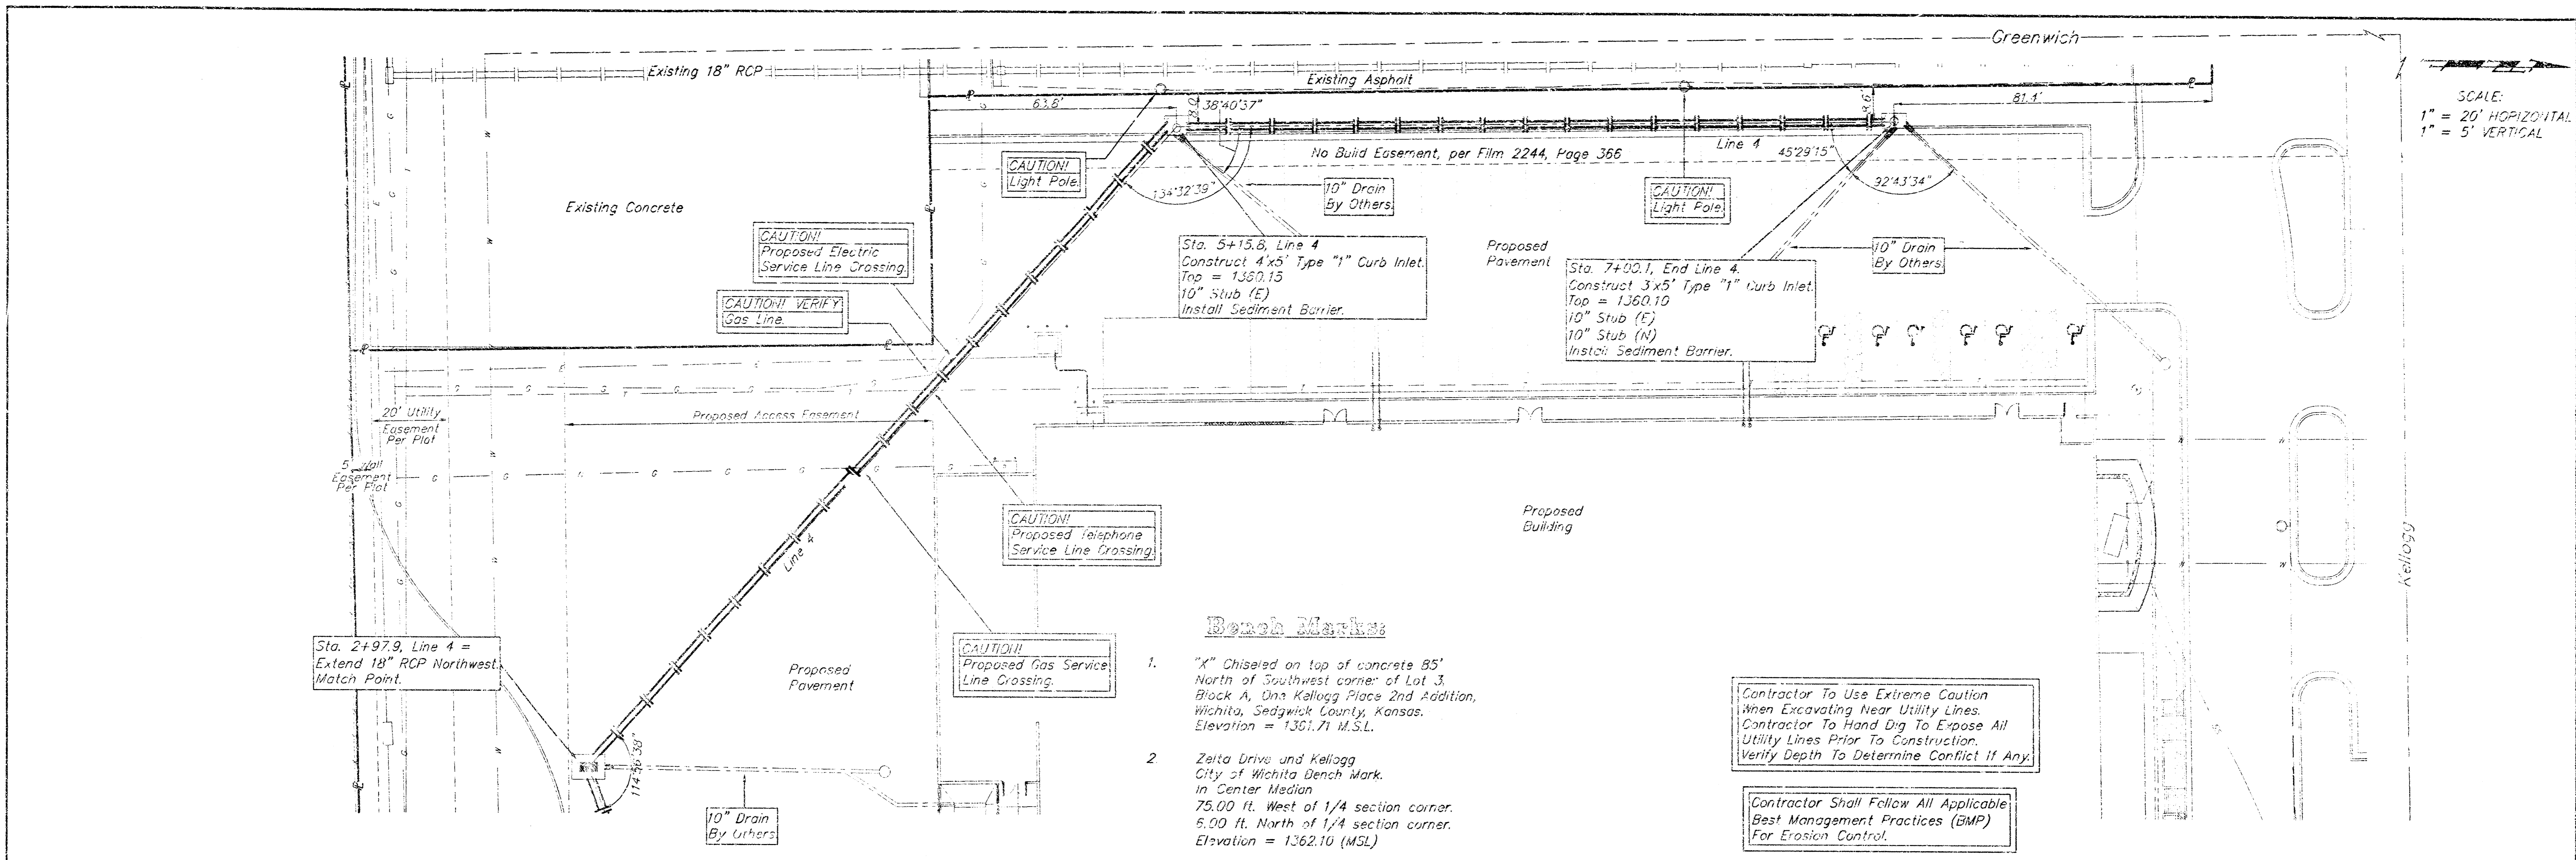 Greenwich
Existing 18" RCP
Existing Asphalt
SCALE:
1" = 20' HORIZONTAL
1" = 5' VERTICAL
63.8'
8.0'
38°40'37"
8.6'
81.4'
No Build Easement, per Film 2244, Page 366
Line 4
45°29'15"
92°43'34"
134°32'39"
CAUTION!
Light Pole.
10" Drain
By Others
CAUTION!
Light Pole.
Existing Concrete
CAUTION!
Proposed Electric
Service Line Crossing.
Sta. 5+15.8, Line 4
Construct 4'x5' Type "1" Curb Inlet.
Top = 1360.15
10" Stub (E)
Install Sediment Barrier.
Proposed
Pavement
10" Drain
By Others
Sta. 7+00.1, End Line 4.
Construct 3'x5' Type "1" Curb Inlet.
Top = 1360.10
10" Stub (E)
10" Stub (N)
Install Sediment Barrier.
CAUTION! VERIFY
Gas Line.
20' Utility
Easement
Per Plat
Proposed Access Easement
5' Wall
Easement
Per Plat
CAUTION!
Proposed Telephone
Service Line Crossing.
Proposed
Building
Line 4
Kellogg
Sta. 2+97.9, Line 4 =
Extend 18" RCP Northwest.
Match Point.
Proposed
Pavement
CAUTION!
Proposed Gas Service
Line Crossing.
114°56'38"
10" Drain
By Others
Bench Marks:
1. "X" Chiseled on top of concrete 85'
North of Southwest corner of Lot 3,
Block A, One Kellogg Place 2nd Addition,
Wichita, Sedgwick County, Kansas.
Elevation = 1361.71 M.S.L.
2 Zelta Drive and Kellogg
City of Wichita Bench Mark.
In Center Median
75.00 ft. West of 1/4 section corner.
6.00 ft. North of 1/4 section corner.
Elevation = 1362.10 (MSL)
Contractor To Use Extreme Caution
When Excavating Near Utility Lines.
Contractor To Hand Dig To Expose All
Utility Lines Prior To Construction.
Verify Depth To Determine Conflict If Any.
Contractor Shall Follow All Applicable
Best Management Practices (BMP)
For Erosion Control.